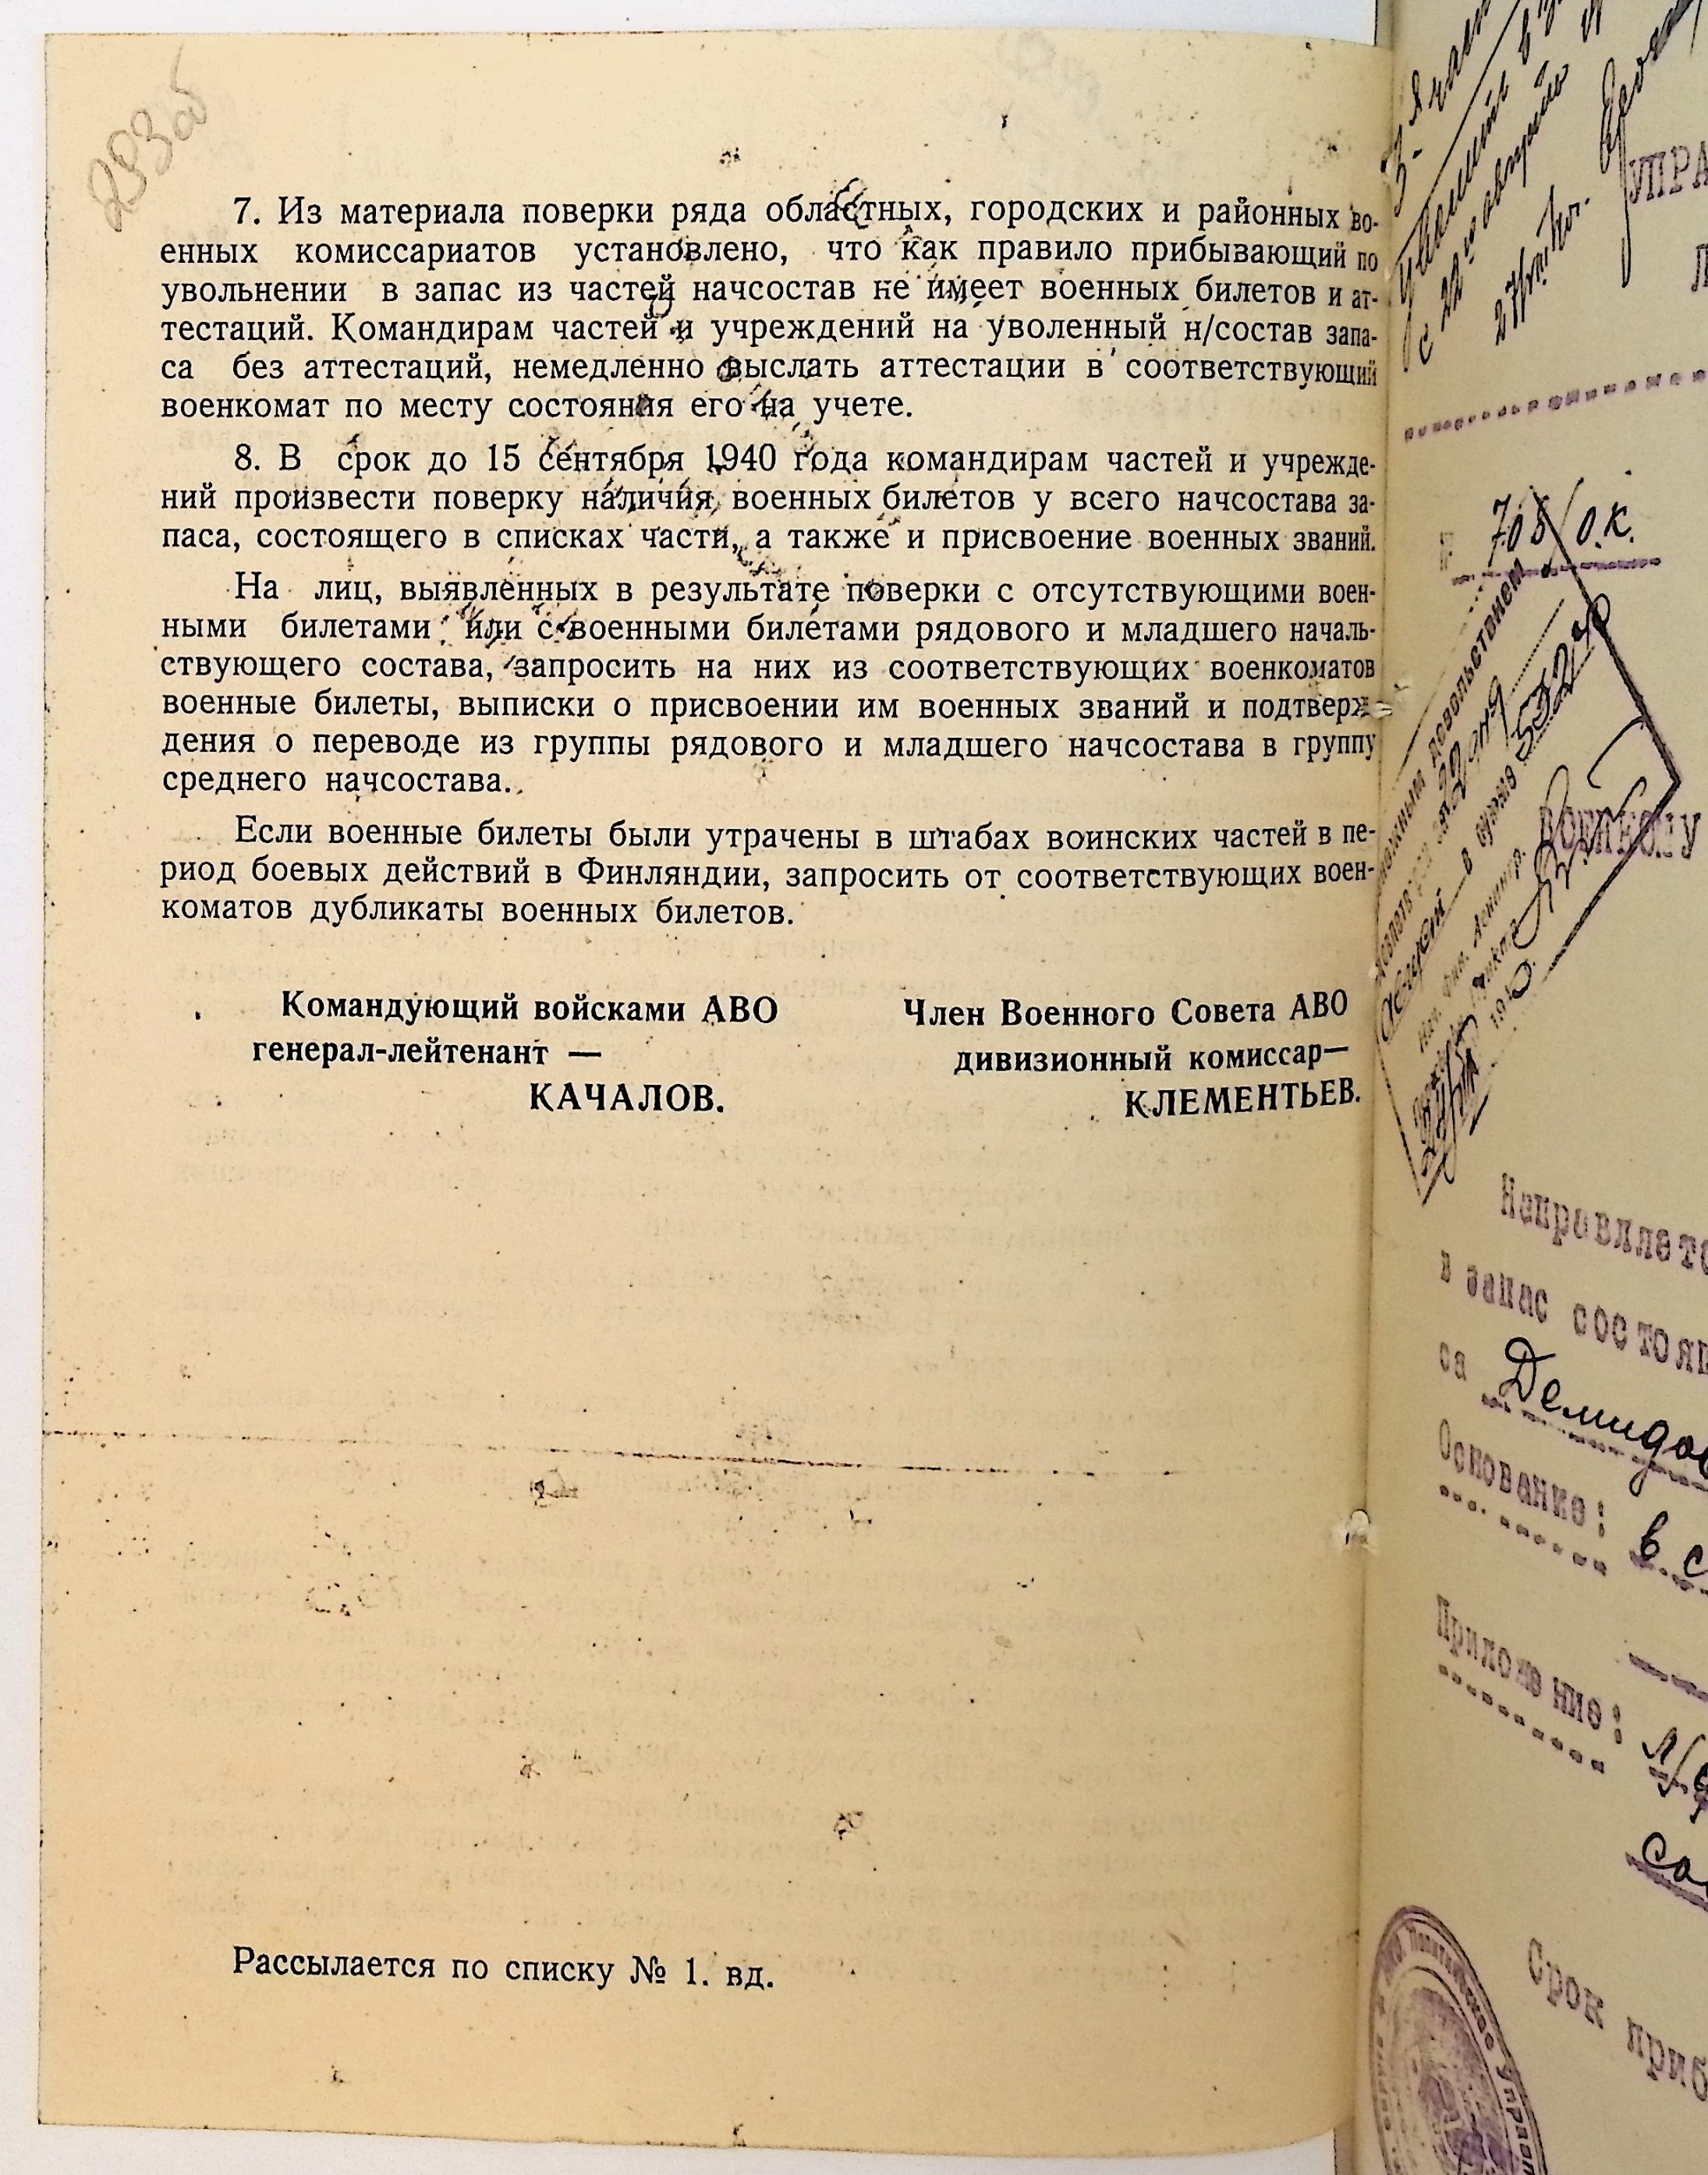 293об
7. Из материала поверки ряда областных, городских и районных во-
енных комиссариатов установлено, что как правило прибывающий по
увольнении в запас из частей начсостав не имеет военных билетов и ат-
тестаций. Командирам частей и учреждений на уволенный н/состав запа-
са без аттестаций, немедленно выслать аттестации в соответствующий
военкомат по месту состояния его на учете.
8. В срок до 15 сентября 1940 года командирам частей и учрежде-
ний произвести поверку наличия военных билетов у всего начсостава за-
паса, состоящего в списках части, а также и присвоение военных званий.
На лиц, выявленных в результате поверки с отсутствующими воен-
ными билетами или с военными билетами рядового и младшего началь-
ствующего состава, запросить на них из соответствующих военкоматов
военные билеты, выписки о присвоении им военных званий и подтверж-
дения о переводе из группы рядового и младшего начсостава в группу
среднего начсостава.
Если военные билеты были утрачены в штабах воинских частей в пе-
риод боевых действий в Финляндии, запросить от соответствующих воен-
коматов дубликаты военных билетов.
Командующий войсками АВО
генерал-лейтенант —
КАЧАЛОВ.
Член Военного Совета АВО
дивизионный комиссар—
КЛЕМЕНТЬЕВ.
Рассылается по списку № 1. вд.
УПРА
705/о.к.
довольствием
Военкому
Направляетс
в запас состоя
са Демидов
Основание: в с
Приложение: л/д
Срок приб